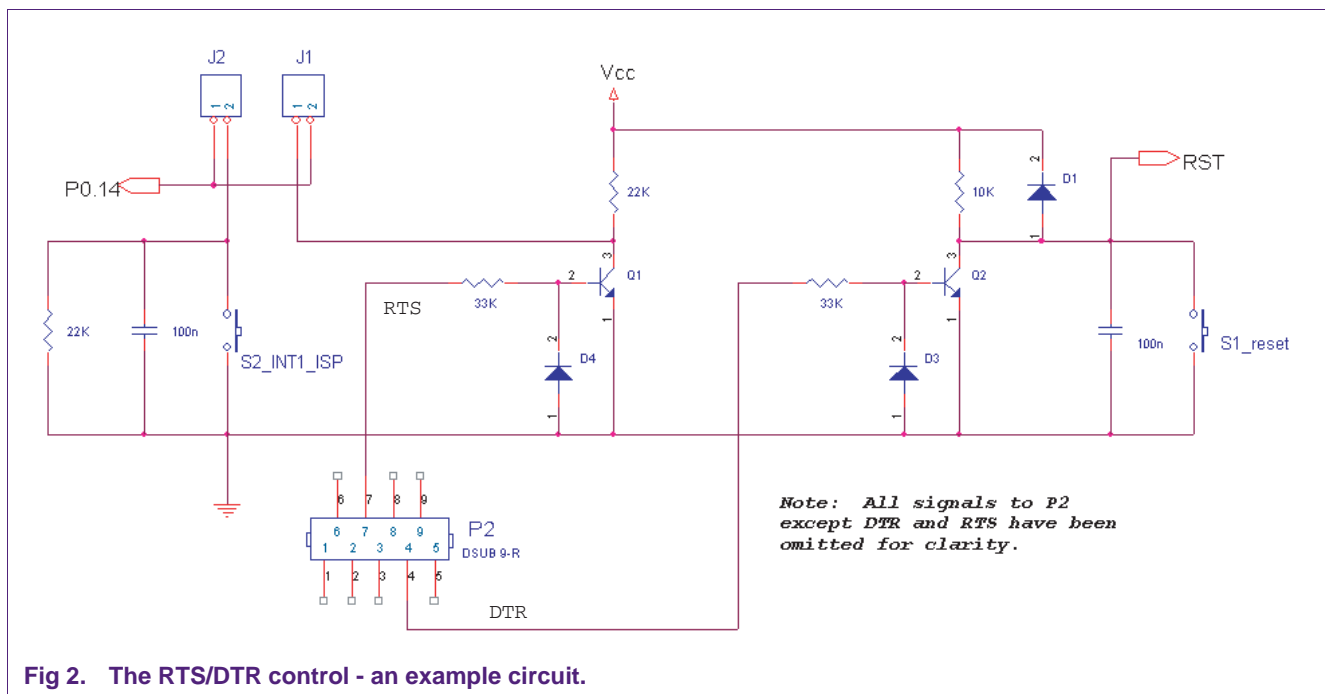 J2
J1
1
2
1
2
Vcc
P0.14
RST
22K
10K
2
D1
1
22K
100n
S2_INT1_ISP
RTS
33K
2
3
Q1
1
2
D4
1
33K
2
3
Q2
1
2
D3
1
100n
S1_reset
6
7
8
9
6
7
8
9
P2
1
2
3
4
5
DSUB 9-R
1
2
3
4
5
DTR
Note: All signals to P2
except DTR and RTS have been
omitted for clarity.
Fig 2. The RTS/DTR control - an example circuit.